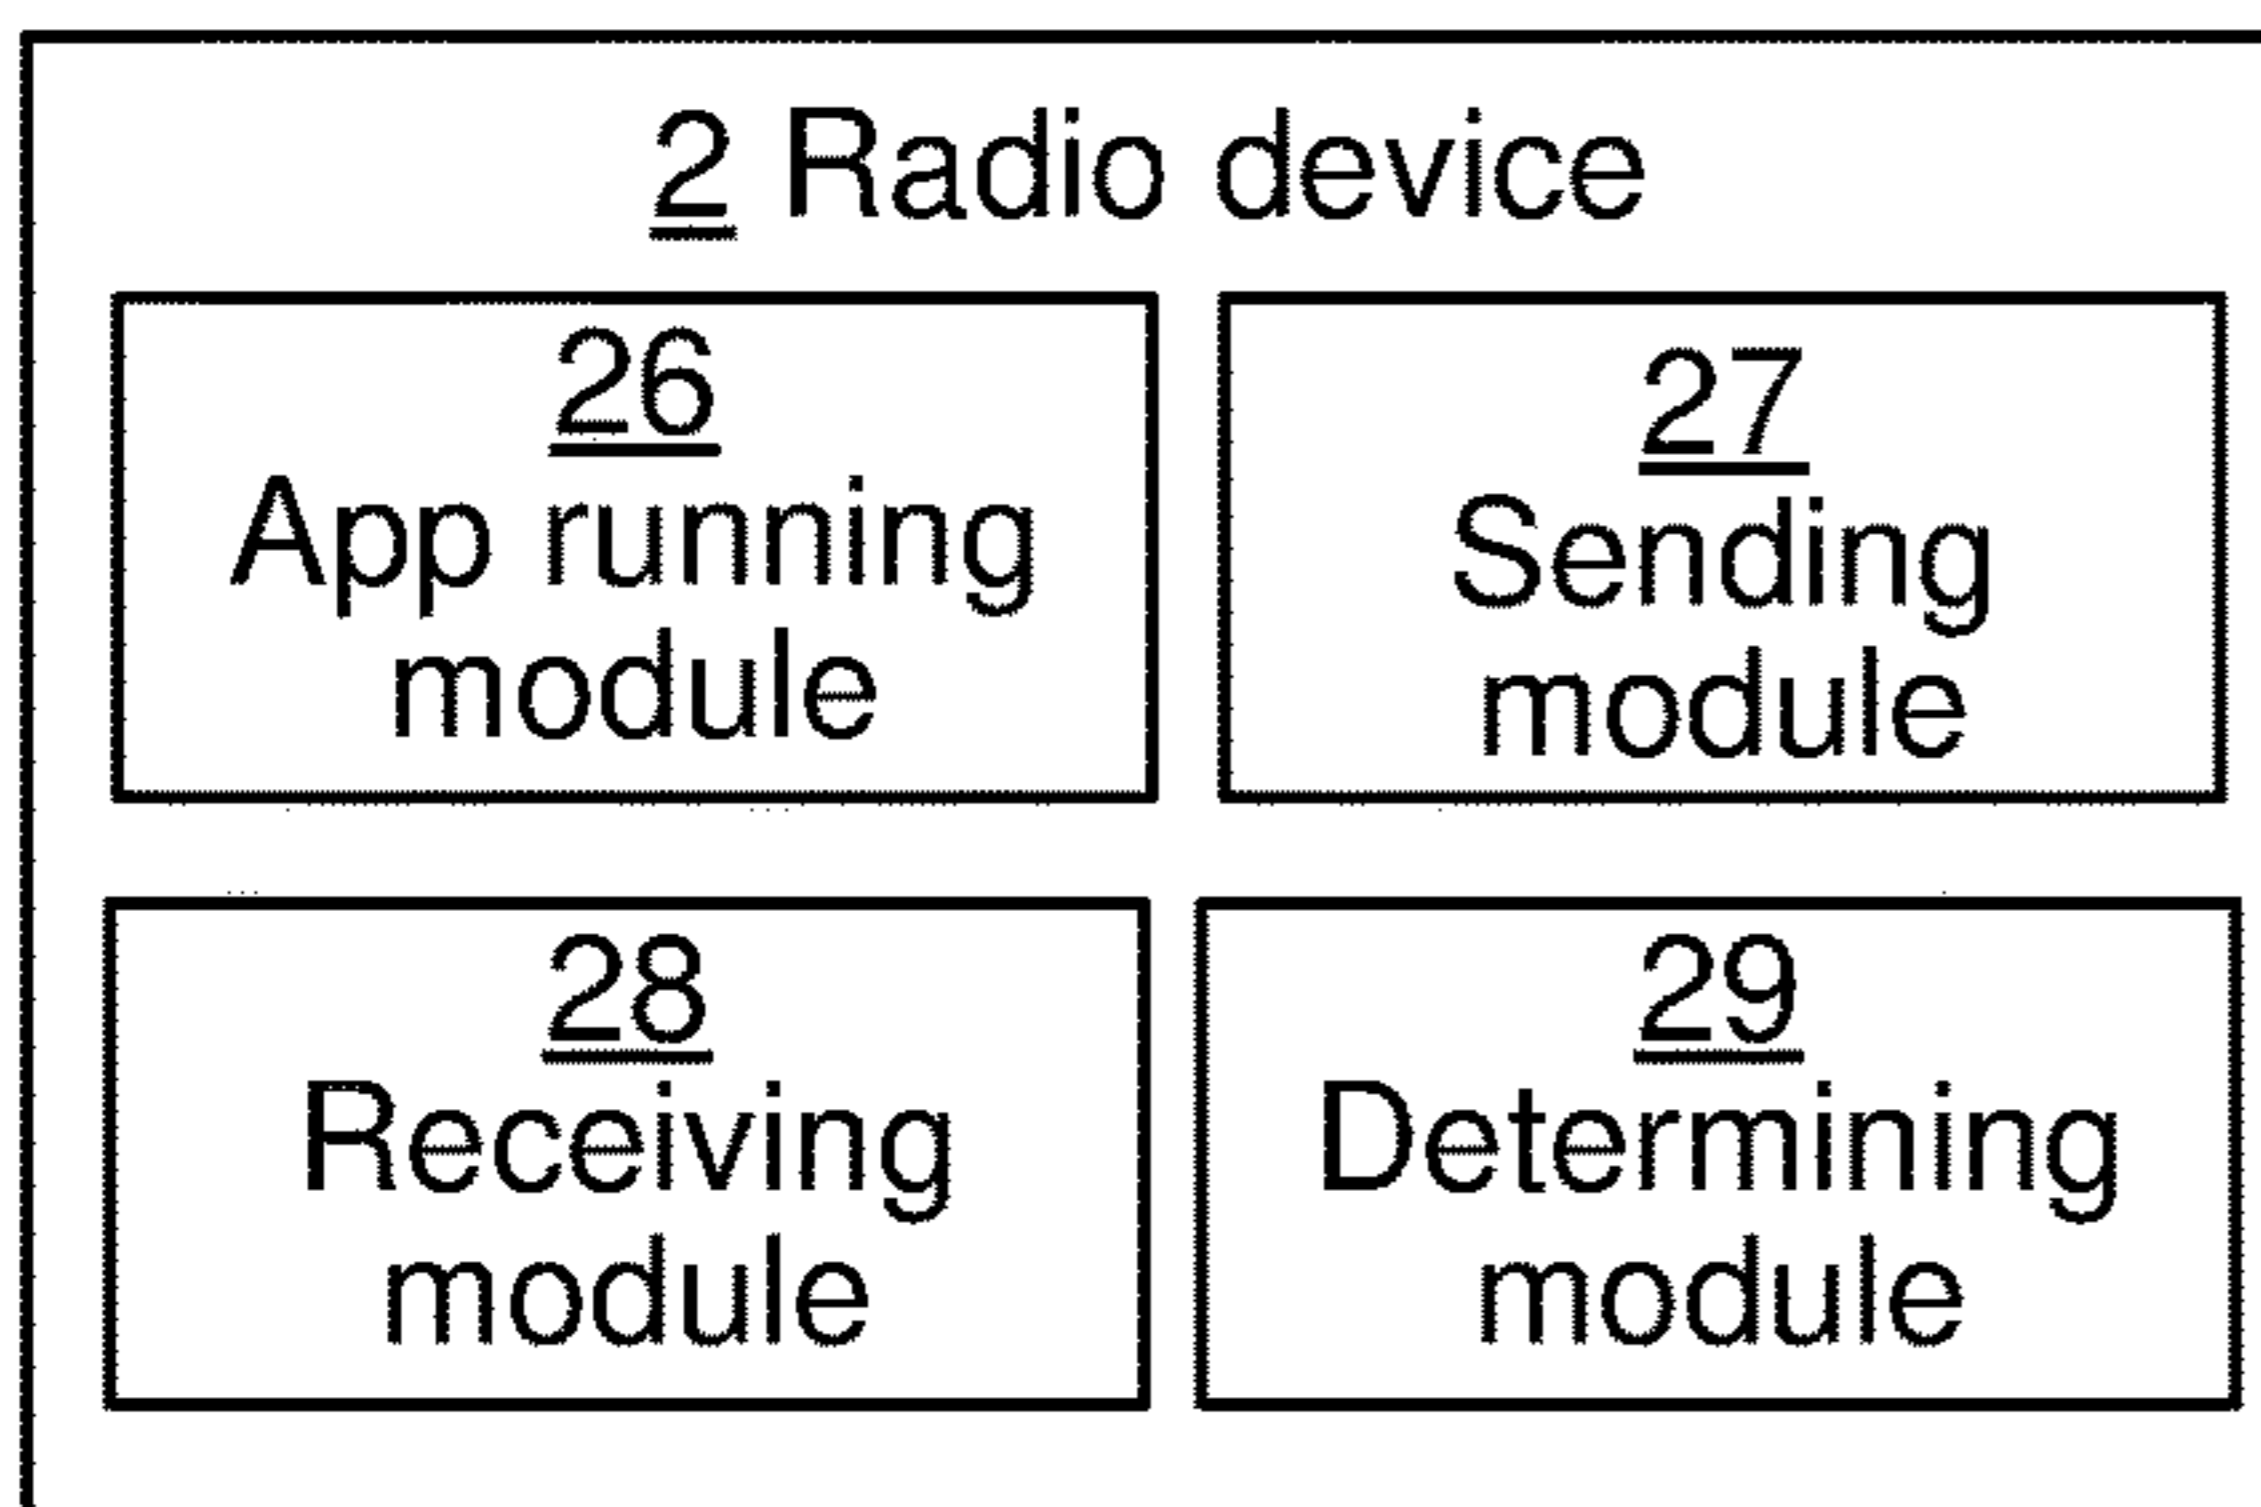 2 Radio device
26
App running
module
27
Sending
module
28
Receiving
module
29
Determining
module